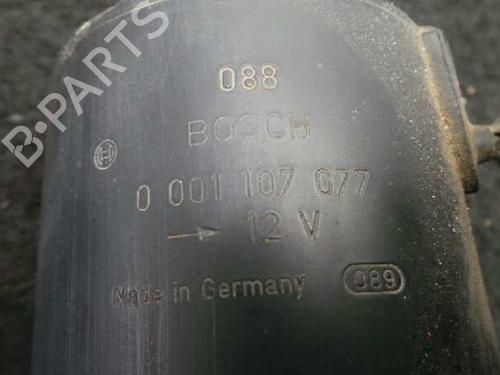 B-PARTS
088
BOSCH
0 001 107 077
→ 12 V
Made in Germany 089